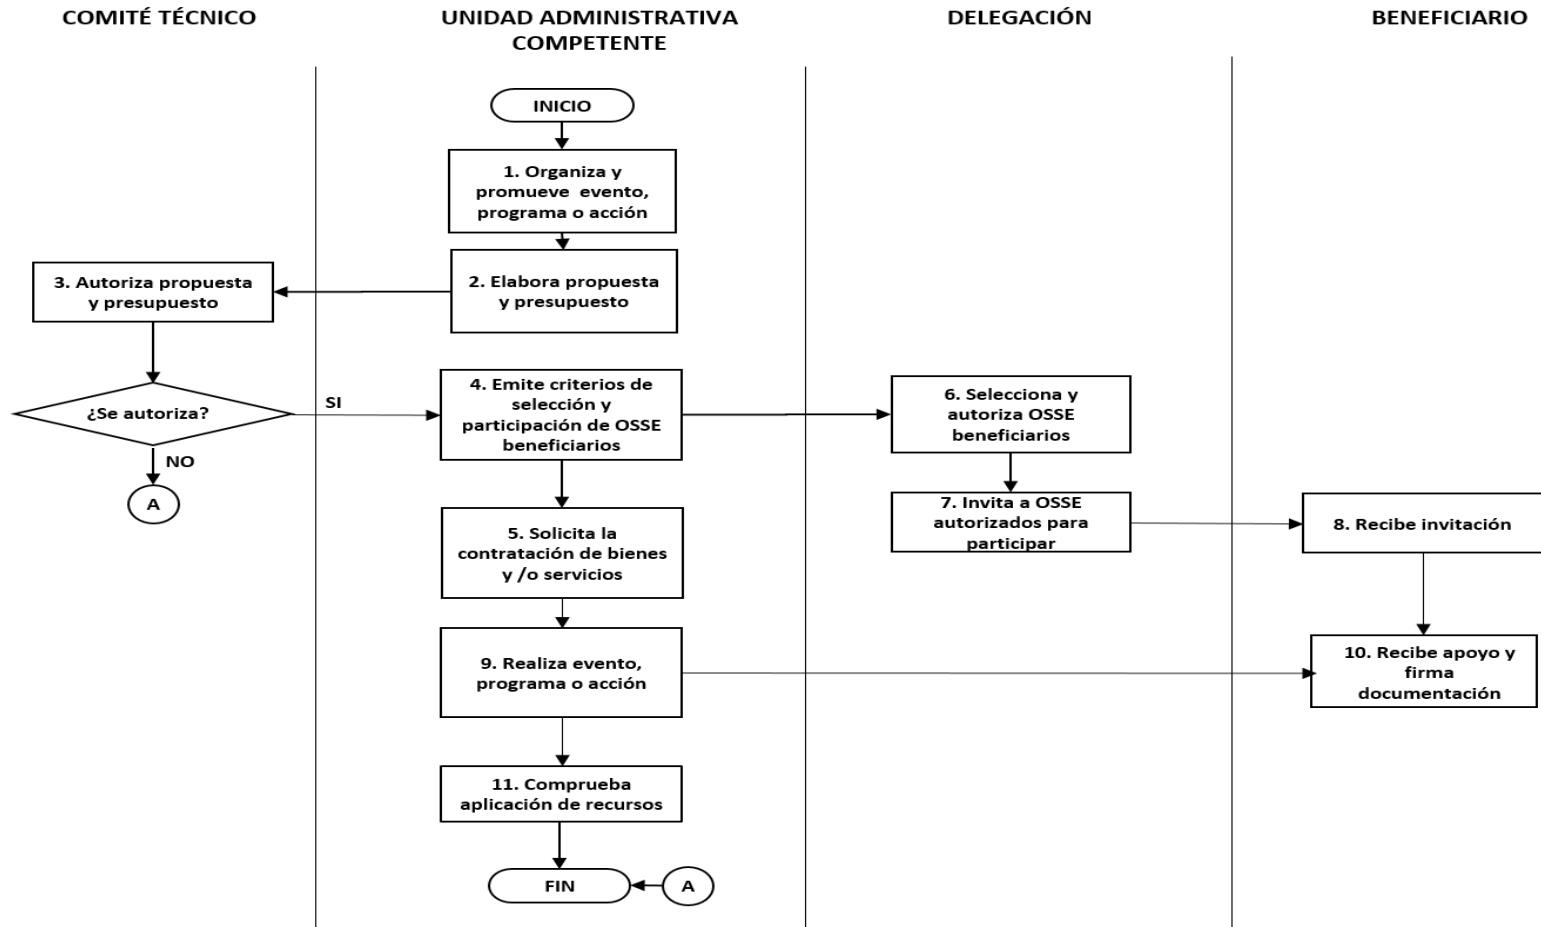 COMITÉ TÉCNICO
UNIDAD ADMINISTRATIVA
COMPETENTE
DELEGACIÓN
BENEFICIARIO
INICIO
1. Organiza y
promueve evento,
programa o acción
2. Elabora propuesta
y presupuesto
3. Autoriza propuesta
y presupuesto
¿Se autoriza?
SI
NO
A
4. Emite criterios de
selección y
participación de OSSE
beneficiarios
6. Selecciona y
autoriza OSSE
beneficiarios
5. Solicita la
contratación de bienes
y /o servicios
7. Invita a OSSE
autorizados para
participar
8. Recibe invitación
9. Realiza evento,
programa o acción
10. Recibe apoyo y
firma
documentación
11. Comprueba
aplicación de recursos
FIN
A